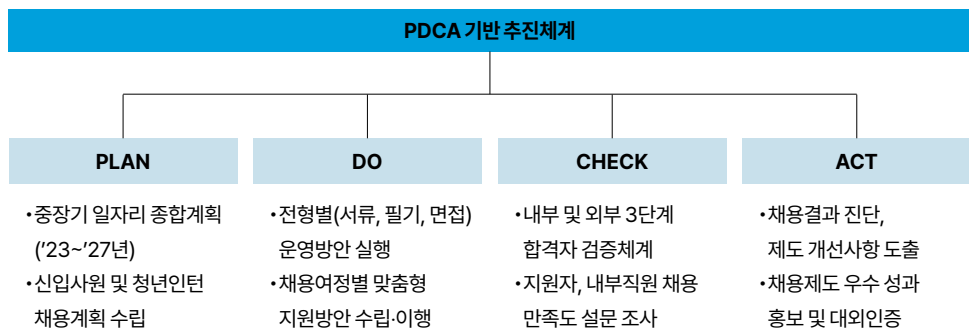 PDCA 기반 추진체계
PLAN
·중장기 일자리 종합계획
('23~'27년)
·신입사원 및 청년인턴
채용계획 수립
DO
·전형별(서류, 필기, 면접)
운영방안 실행
·채용여정별 맞춤형
지원방안 수립·이행
CHECK
·내부 및 외부 3단계
합격자 검증체계
·지원자, 내부직원 채용
만족도 설문 조사
ACT
·채용결과 진단,
제도 개선사항 도출
·채용제도 우수 성과
홍보 및 대외인증